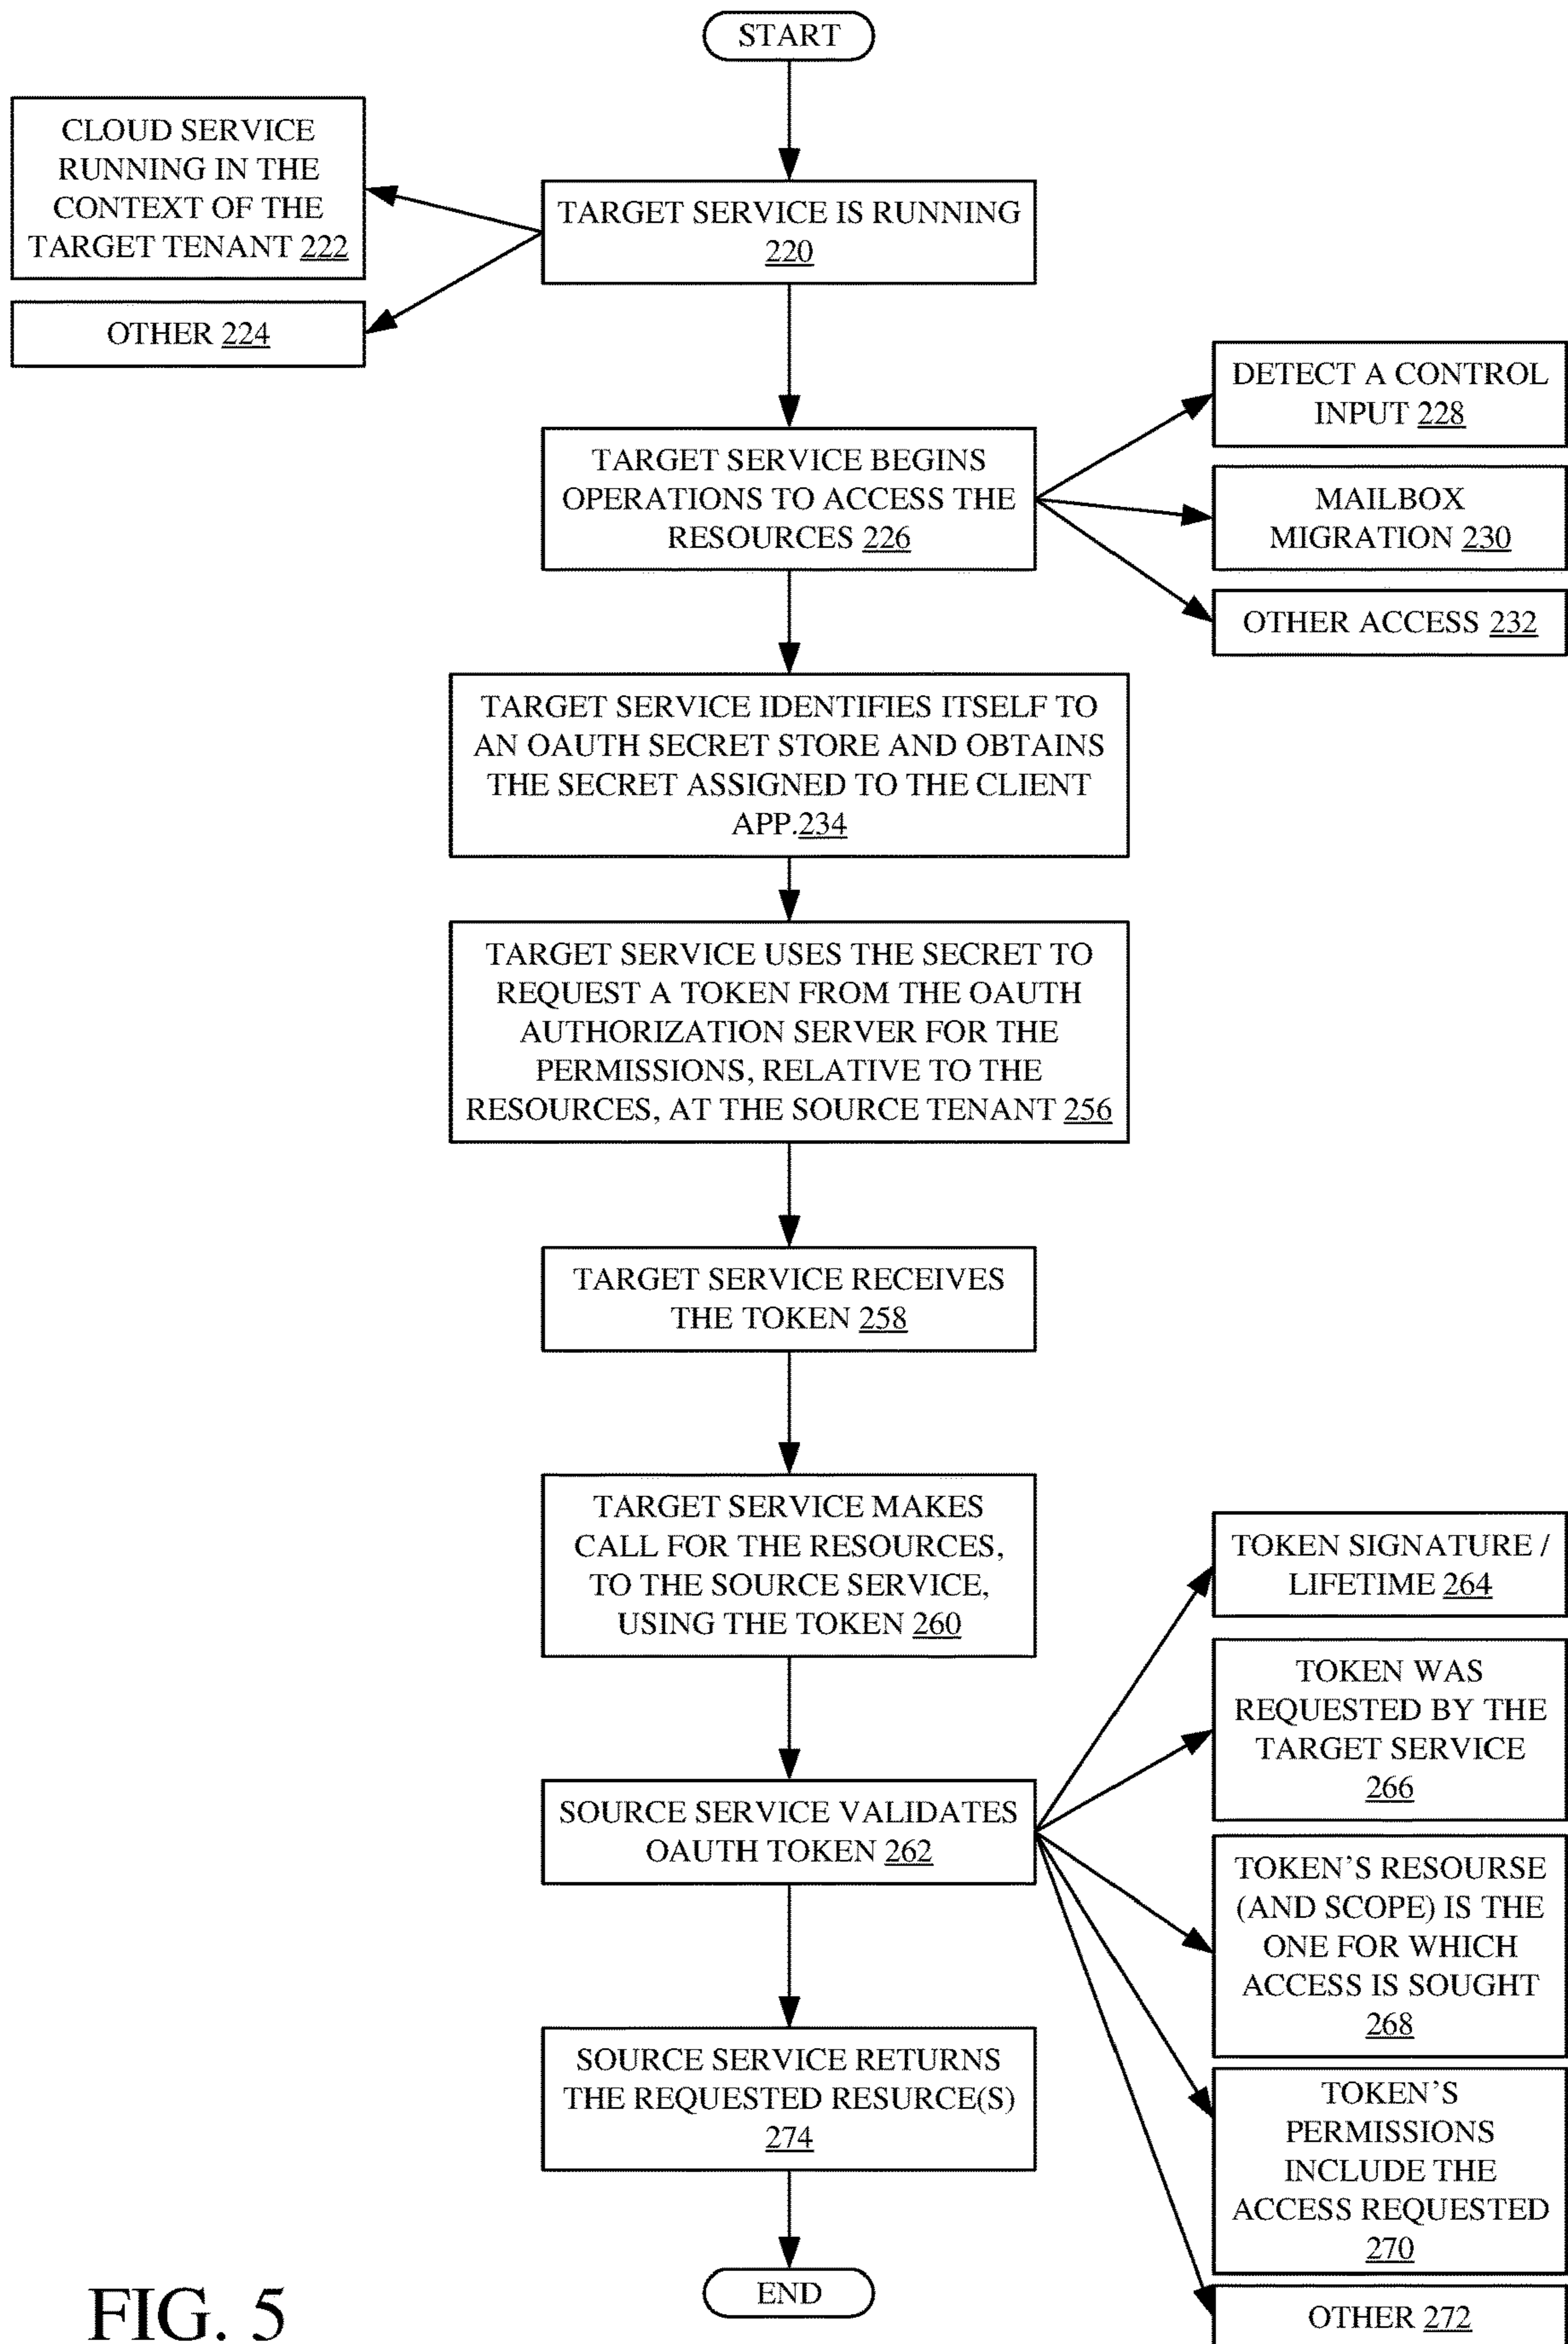 START
CLOUD SERVICE
RUNNING IN THE
CONTEXT OF THE
TARGET TENANT 222
TARGET SERVICE IS RUNNING
220
OTHER 224
DETECT A CONTROL
INPUT 228
TARGET SERVICE BEGINS
OPERATIONS TO ACCESS THE
RESOURCES 226
MAILBOX
MIGRATION 230
OTHER ACCESS 232
TARGET SERVICE IDENTIFIES ITSELF TO
AN OAUTH SECRET STORE AND OBTAINS
THE SECRET ASSIGNED TO THE CLIENT
APP.234
TARGET SERVICE USES THE SECRET TO
REQUEST A TOKEN FROM THE OAUTH
AUTHORIZATION SERVER FOR THE
PERMISSIONS, RELATIVE TO THE
RESOURCES, AT THE SOURCE TENANT 256
TARGET SERVICE RECEIVES
THE TOKEN 258
TARGET SERVICE MAKES
CALL FOR THE RESOURCES,
TO THE SOURCE SERVICE,
USING THE TOKEN 260
TOKEN SIGNATURE /
LIFETIME 264
TOKEN WAS
REQUESTED BY THE
TARGET SERVICE
266
SOURCE SERVICE VALIDATES
OAUTH TOKEN 262
TOKEN'S RESOURSE
(AND SCOPE) IS THE
ONE FOR WHICH
ACCESS IS SOUGHT
268
SOURCE SERVICE RETURNS
THE REQUESTED RESURCE(S)
274
TOKEN'S
PERMISSIONS
INCLUDE THE
ACCESS REQUESTED
270
END
OTHER 272
FIG. 5